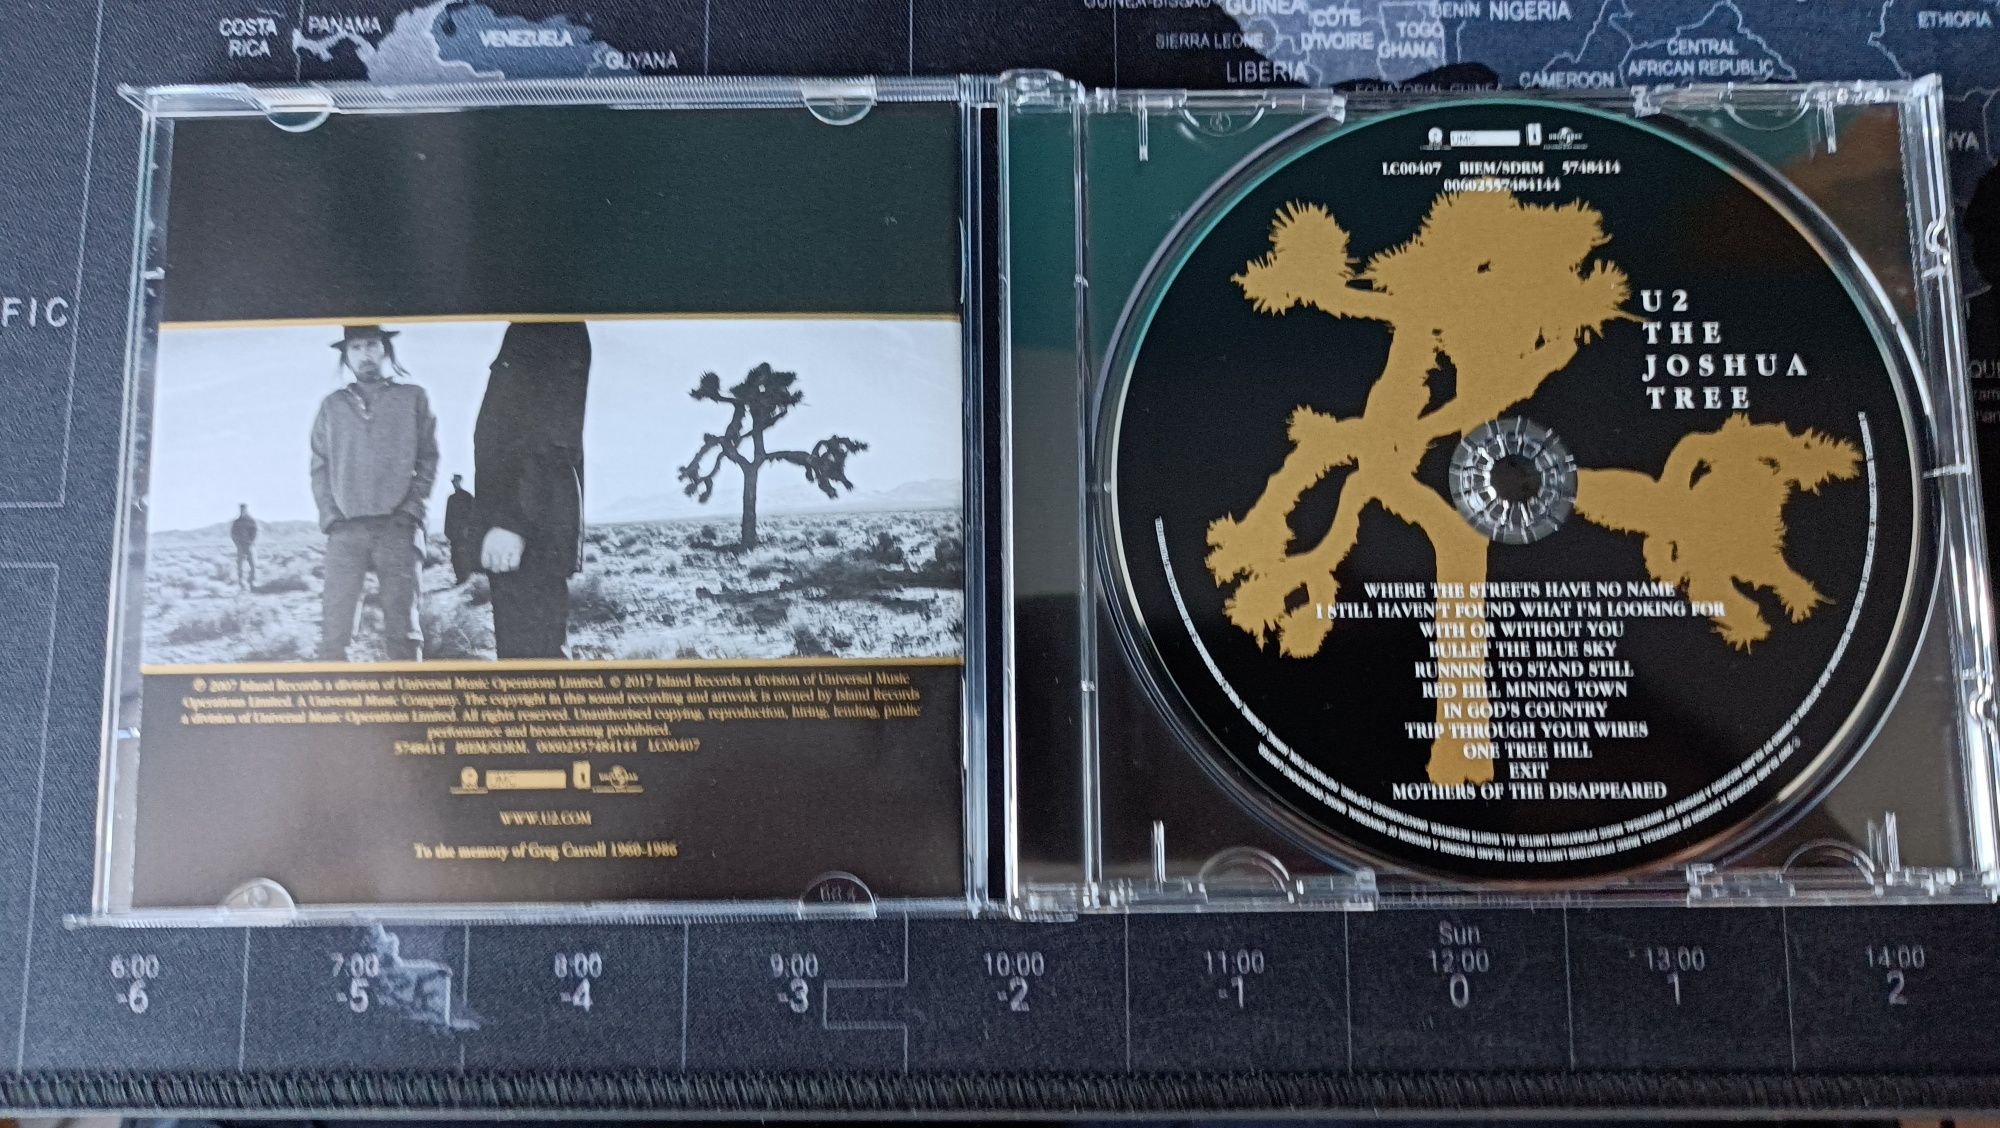 COSTA
RICA
PANAMA
VENEZUELA
GUYANA
GUINEA-BISSAU
GUINEA
SIERRA LEONE
LIBERIA
CÔTE
D'IVOIRE
TOGO
GHANA
BENIN
NIGERIA
CENTRAL
AFRICAN REPUBLIC
CAMEROON
EQUATORIAL GUINEA
ETHIOPIA
NYA
FIC
℗ 2007 Island Records a division of Universal Music Operations Limited. © 2017 Island Records a division of Universal Music
Operations Limited. A Universal Music Company. The copyright in this sound recording and artwork is owned by Island Records
a division of Universal Music Operations Limited. All rights reserved. Unauthorised copying, reproduction, hiring, lending, public
performance and broadcasting prohibited.
5748414 BIEM/SDRM. 00602557484144 LC00407
UMC
WWW.U2.COM
To the memory of Greg Carroll 1960-1986
UMC
LC00407 BIEM/SDRM 5748414
00602557484144
U2
THE
JOSHUA
TREE
WHERE THE STREETS HAVE NO NAME
I STILL HAVEN'T FOUND WHAT I'M LOOKING FOR
WITH OR WITHOUT YOU
BULLET THE BLUE SKY
RUNNING TO STAND STILL
RED HILL MINING TOWN
IN GOD'S COUNTRY
TRIP THROUGH YOUR WIRES
ONE TREE HILL
EXIT
MOTHERS OF THE DISAPPEARED
Sun
6:00 7:00 8:00 9:00 10:00 11:00 12:00 13:00 14:00
-6 -5 -4 -3 -2 -1 0 1 2